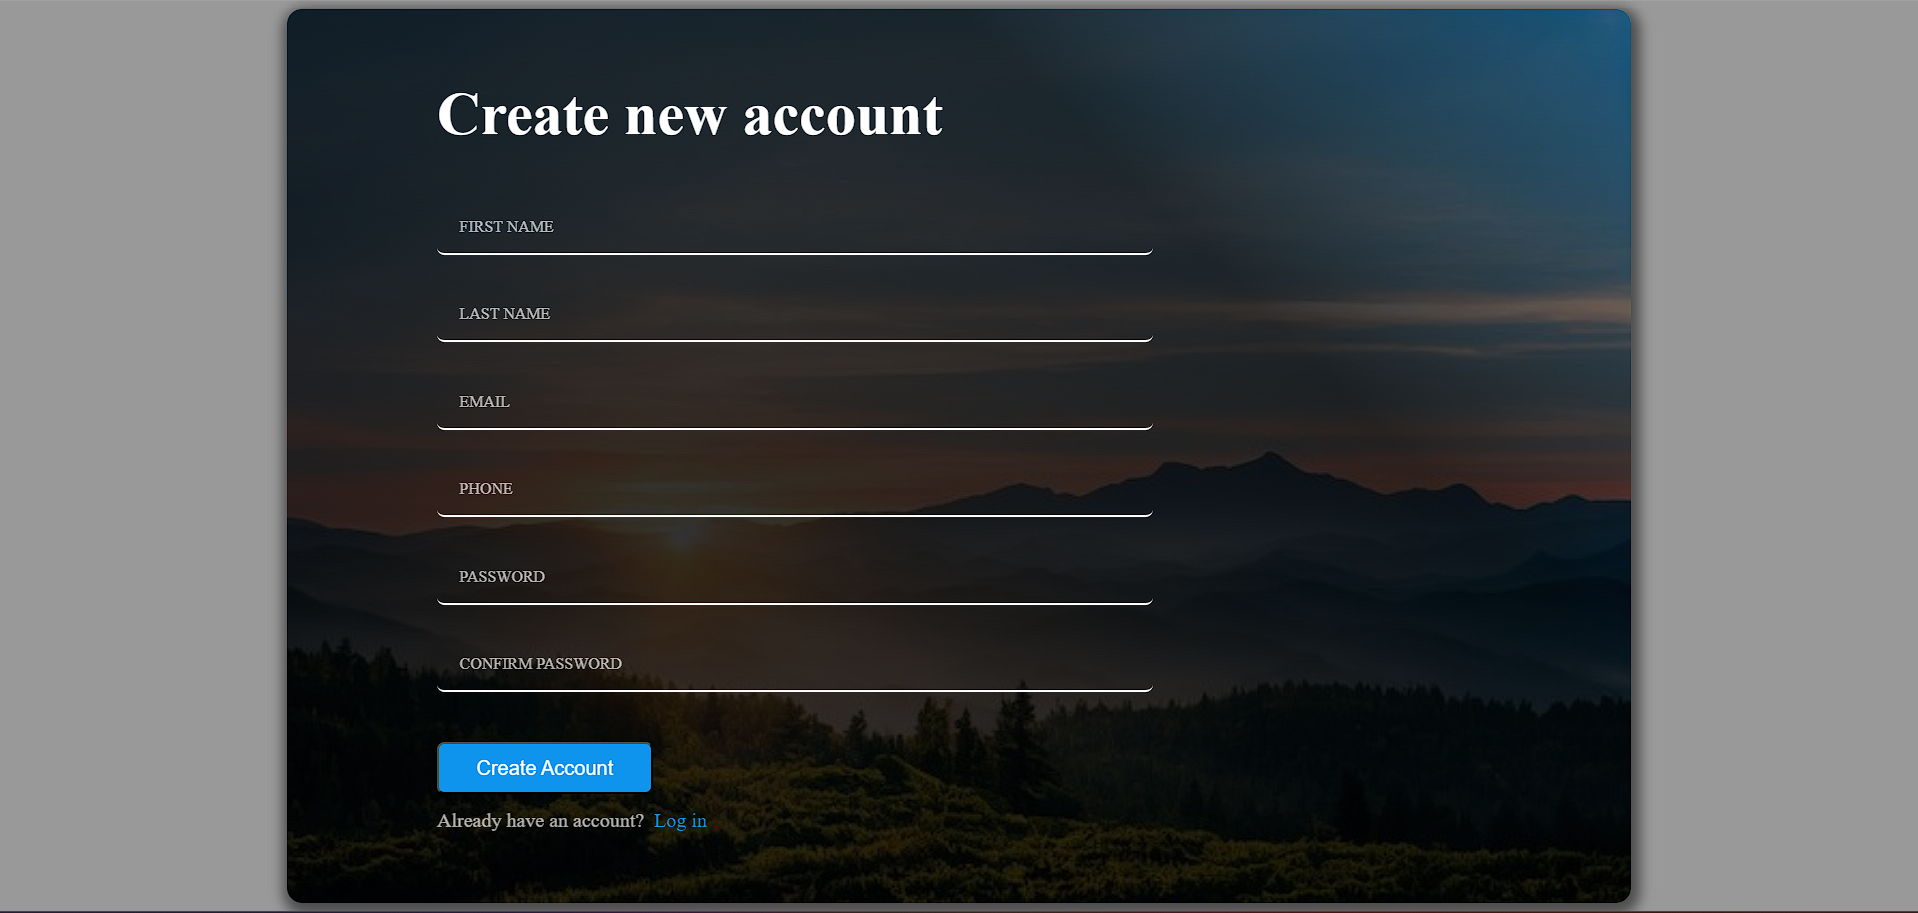 Create new account
FIRST NAME
LAST NAME
EMAIL
PHONE
PASSWORD
CONFIRM PASSWORD
Create Account
Already have an account? Log in